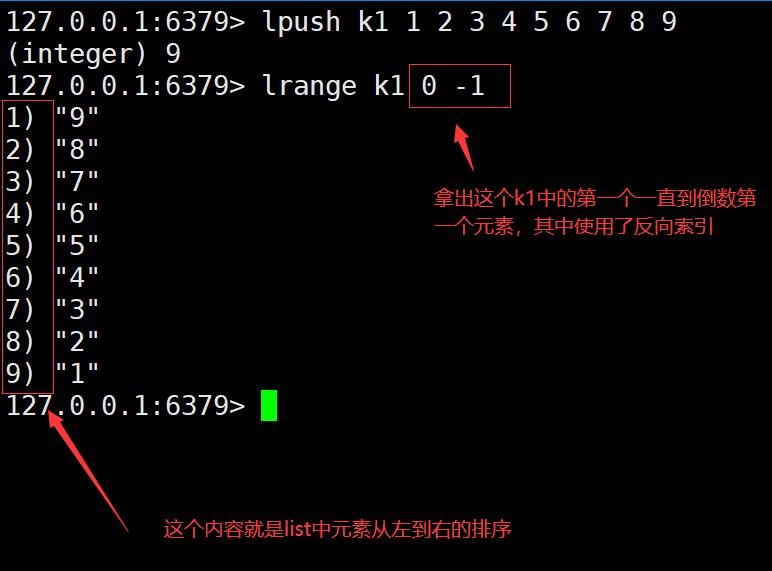 127.0.0.1:6379> lpush k1 1 2 3 4 5 6 7 8 9
(integer) 9
127.0.0.1:6379> lrange k1 0 -1
1) "9"
2) "8"
3) "7"
4) "6"
5) "5"
6) "4"
7) "3"
8) "2"
9) "1"
127.0.0.1:6379>
拿出这个k1中的第一个一直到倒数第
一个元素，其中使用了反向索引
这个内容就是list中元素从左到右的排序